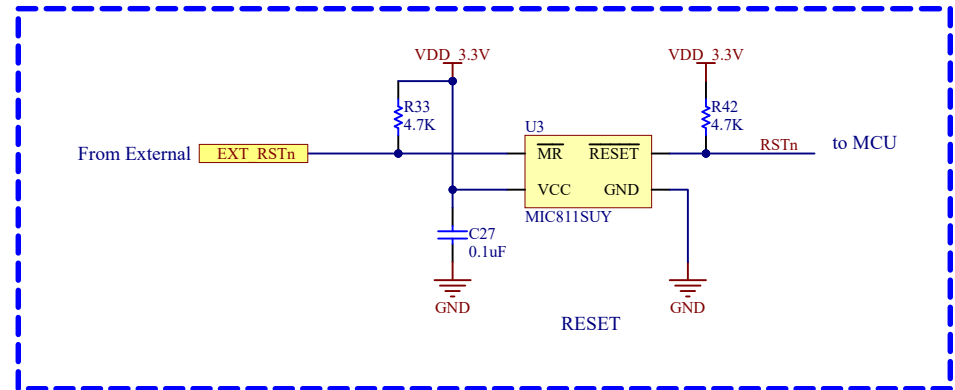 VDD_3.3V
VDD_3.3V
R33
4.7K
R42
4.7K
U3
From External
EXT_RSTn
MR
RESET
RSTn
to MCU
VCC
GND
MIC811SUY
C27
0.1uF
GND
GND
RESET